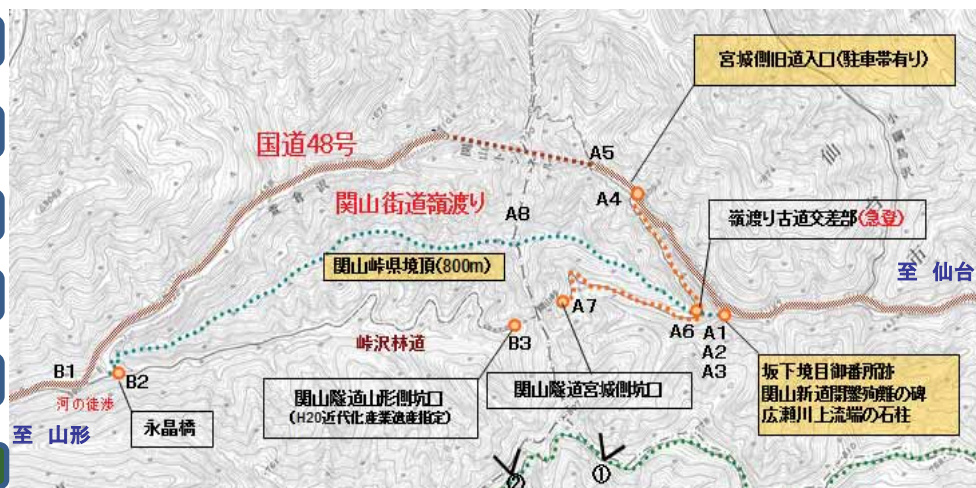 宮城側旧道入口(駐車帯有り)
国道48号
A5
A4
関山街道嶺渡り
A8
嶺渡り古道交差部(急登)
至 仙台
関山峠県境頂(800m)
A7
A6
A1
A2
A3
B3
峠沢林道
B1
B2
河の徒渉
至 山形
永晶橋
関山隧道山形側坑口
(H20近代化産業遺産指定)
関山隧道宮城側坑口
坂下境目御番所跡
関山新道開鑿殉難の碑
広瀬川上流端の石柱
②
①
仙
台
市